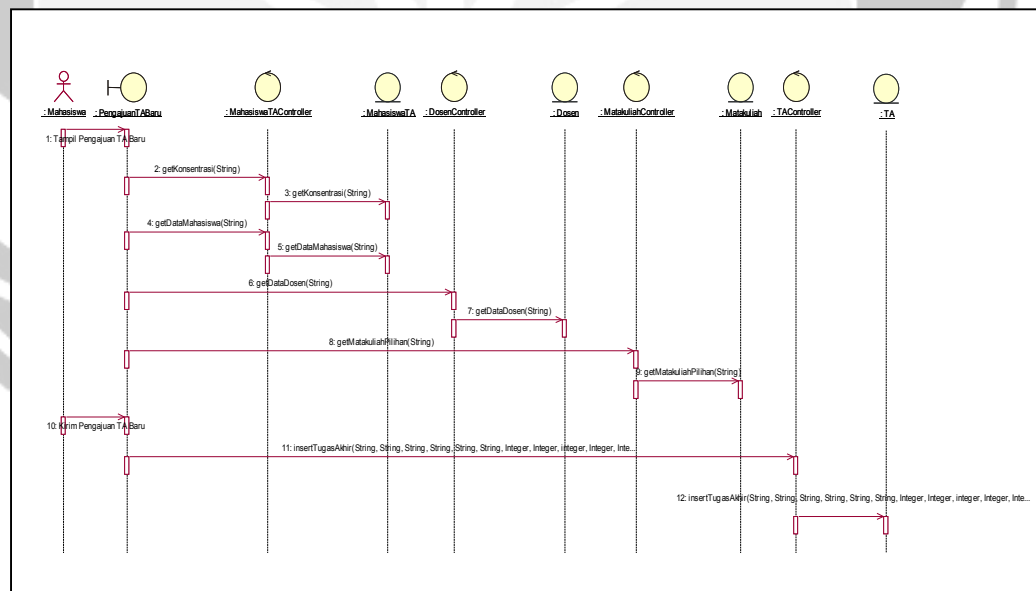 : Mahasiswa
: PengajuanTABaru
: MahasiswaTAController
: MahasiswaTA
: DosenController
: Dosen
: MatakuliahController
: Matakuliah
: TAController
: TA
1: Tampil Pengajuan TA Baru
2: getKonsentrasi(String)
3: getKonsentrasi(String)
4: getDataMahasiswa(String)
5: getDataMahasiswa(String)
6: getDataDosen(String)
7: getDataDosen(String)
8: getMatakuliahPilihan(String)
9: getMatakuliahPilihan(String)
10: Kirim Pengajuan TA Baru
11: insertTugasAkhir(String, String, String, String, String, String, Integer, Integer, integer, Integer, Inte...
12: insertTugasAkhir(String, String, String, String, String, String, Integer, Integer, integer, Integer, Inte...